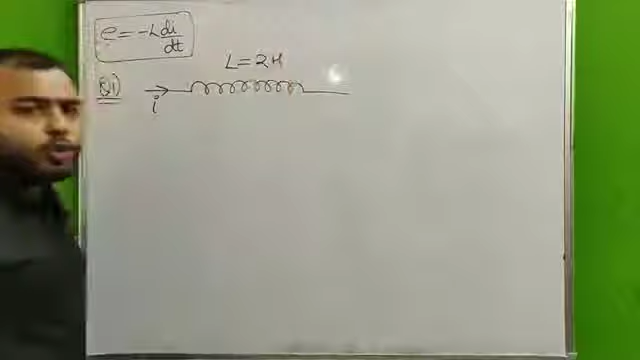 e = -L di/dt
L = 2H
Q1)
i